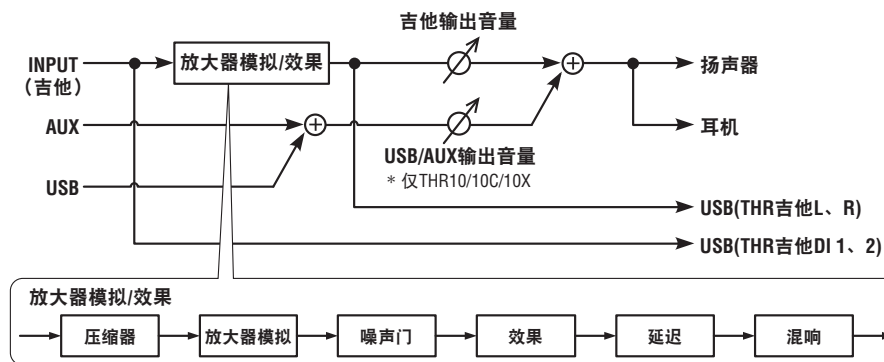 吉他输出音量
INPUT
（吉他）
放大器模拟/效果
扬声器
AUX
耳机
USB/AUX输出音量
* 仅THR10/10C/10X
USB
USB(THR吉他L、R)
USB(THR吉他DI 1、2)
放大器模拟/效果
压缩器
放大器模拟
噪声门
效果
延迟
混响